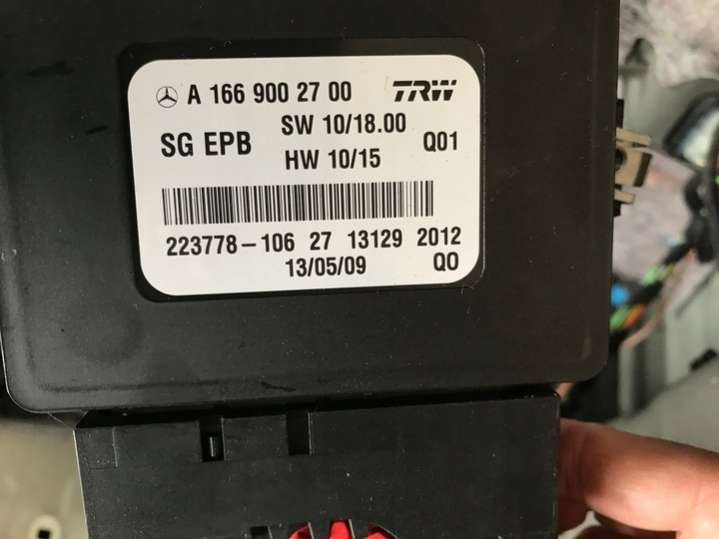 A 166 900 27 00 TRW
SG EPB SW 10/18.00 Q01
HW 10/15
223778-106 27 13129 2012
13/05/09 QO